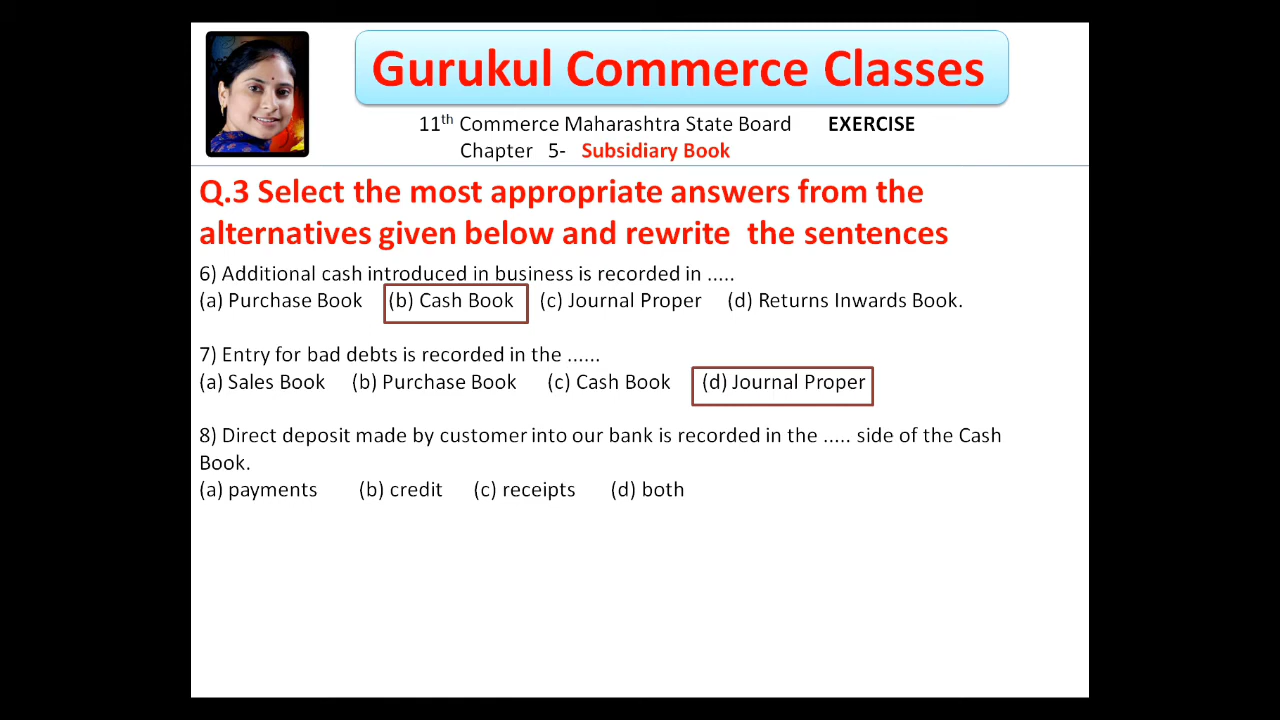 Gurukul Commerce Classes
11th Commerce Maharashtra State Board EXERCISE
Chapter 5- Subsidiary Book
Q.3 Select the most appropriate answers from the
alternatives given below and rewrite the sentences
6) Additional cash introduced in business is recorded in .....
(a) Purchase Book (b) Cash Book (c) Journal Proper (d) Returns Inwards Book.
7) Entry for bad debts is recorded in the ......
(a) Sales Book (b) Purchase Book (c) Cash Book (d) Journal Proper
8) Direct deposit made by customer into our bank is recorded in the ..... side of the Cash
Book.
(a) payments (b) credit (c) receipts (d) both